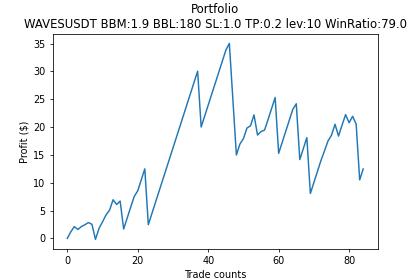 Portfolio
WAVESUSDT BBM:1.9 BBL:180 SL:1.0 TP:0.2 lev:10 WinRatio:79.0
35
30
25
20
15
10
5
0
Profit ($)
0 20 40 60 80
Trade counts